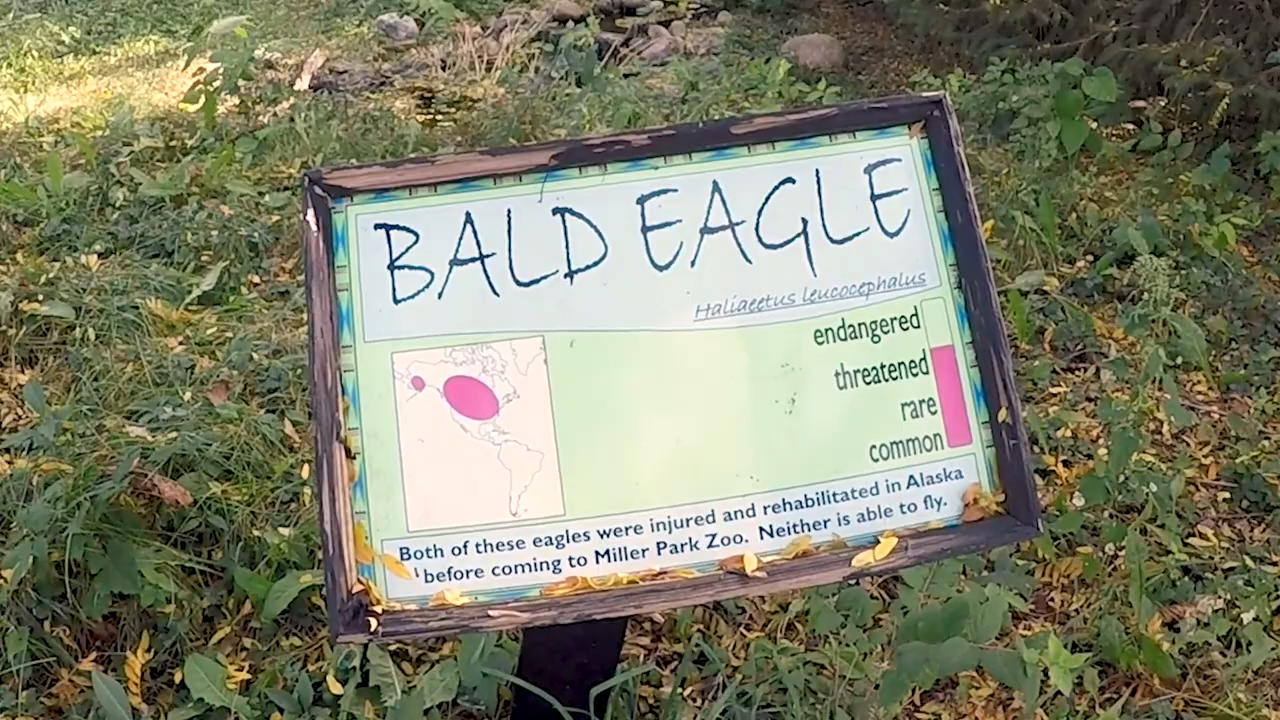 BALD EAGLE
Haliaeetus leucocephalus
endangered
threatened
rare
common
Both of these eagles were injured and rehabilitated in Alaska
before coming to Miller Park Zoo. Neither is able to fly.